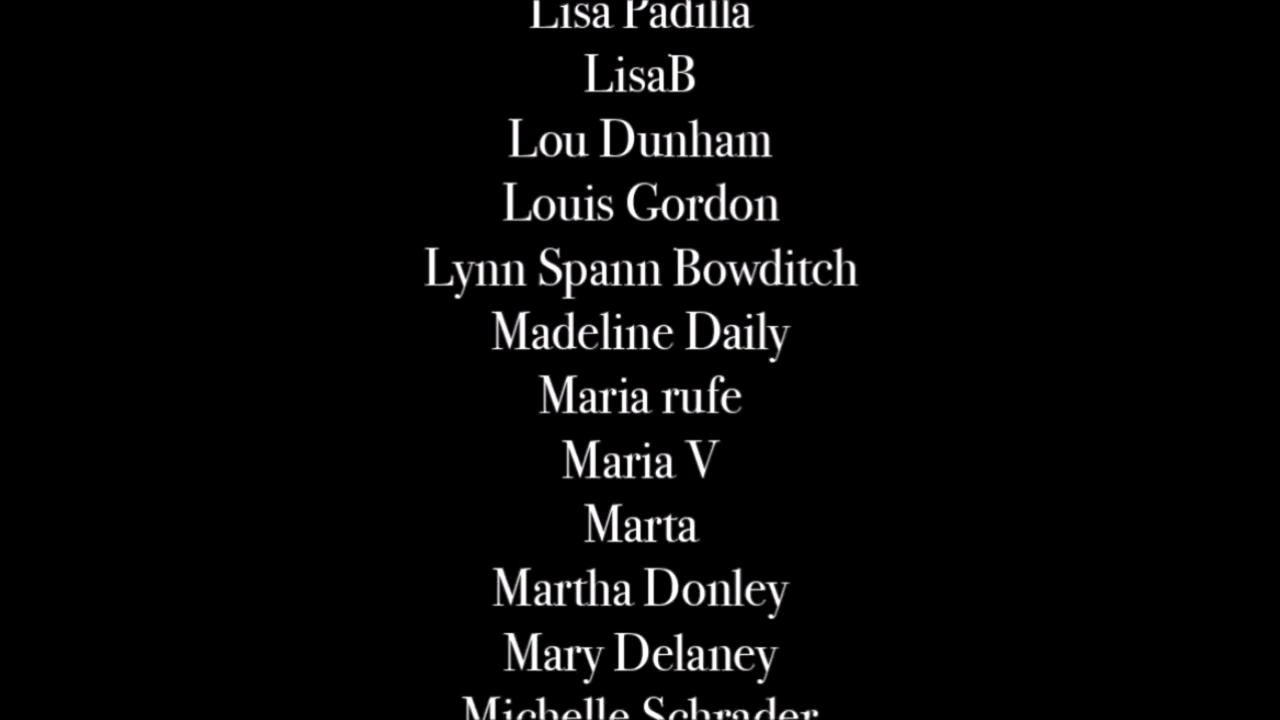 Lisa Padilla
LisaB
Lou Dunham
Louis Gordon
Lynn Spann Bowditch
Madeline Daily
Maria rufe
Maria V
Marta
Martha Donley
Mary Delaney
Michelle Schrader